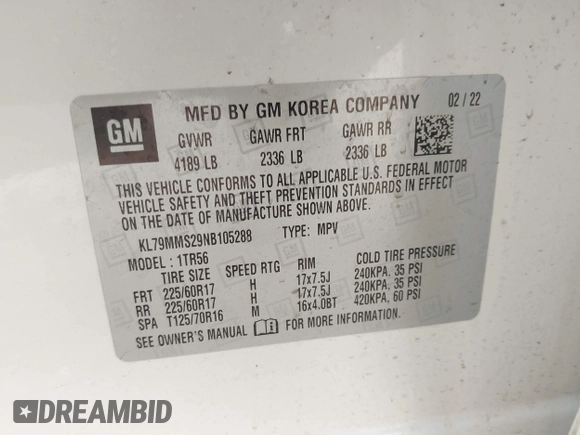 GM
MFD BY GM KOREA COMPANY 02 / 22
GVWR GAWR FRT GAWR RR
4189 LB 2336 LB 2336 LB
THIS VEHICLE CONFORMS TO ALL APPLICABLE U.S. FEDERAL MOTOR
VEHICLE SAFETY AND THEFT PREVENTION STANDARDS IN EFFECT
ON THE DATE OF MANUFACTURE SHOWN ABOVE.
KL79MMS29NB105288 TYPE: MPV
MODEL : 1TR56
TIRE SIZE SPEED RTG RIM COLD TIRE PRESSURE
FRT 225/60R17 H 17x7.5J 240KPA, 35 PSI
RR 225/60R17 H 17x7.5J 240KPA, 35 PSI
SPA T125/70R16 M 16x4.0BT 420KPA, 60 PSI
SEE OWNER'S MANUAL FOR MORE INFORMATION.
DREAMBID